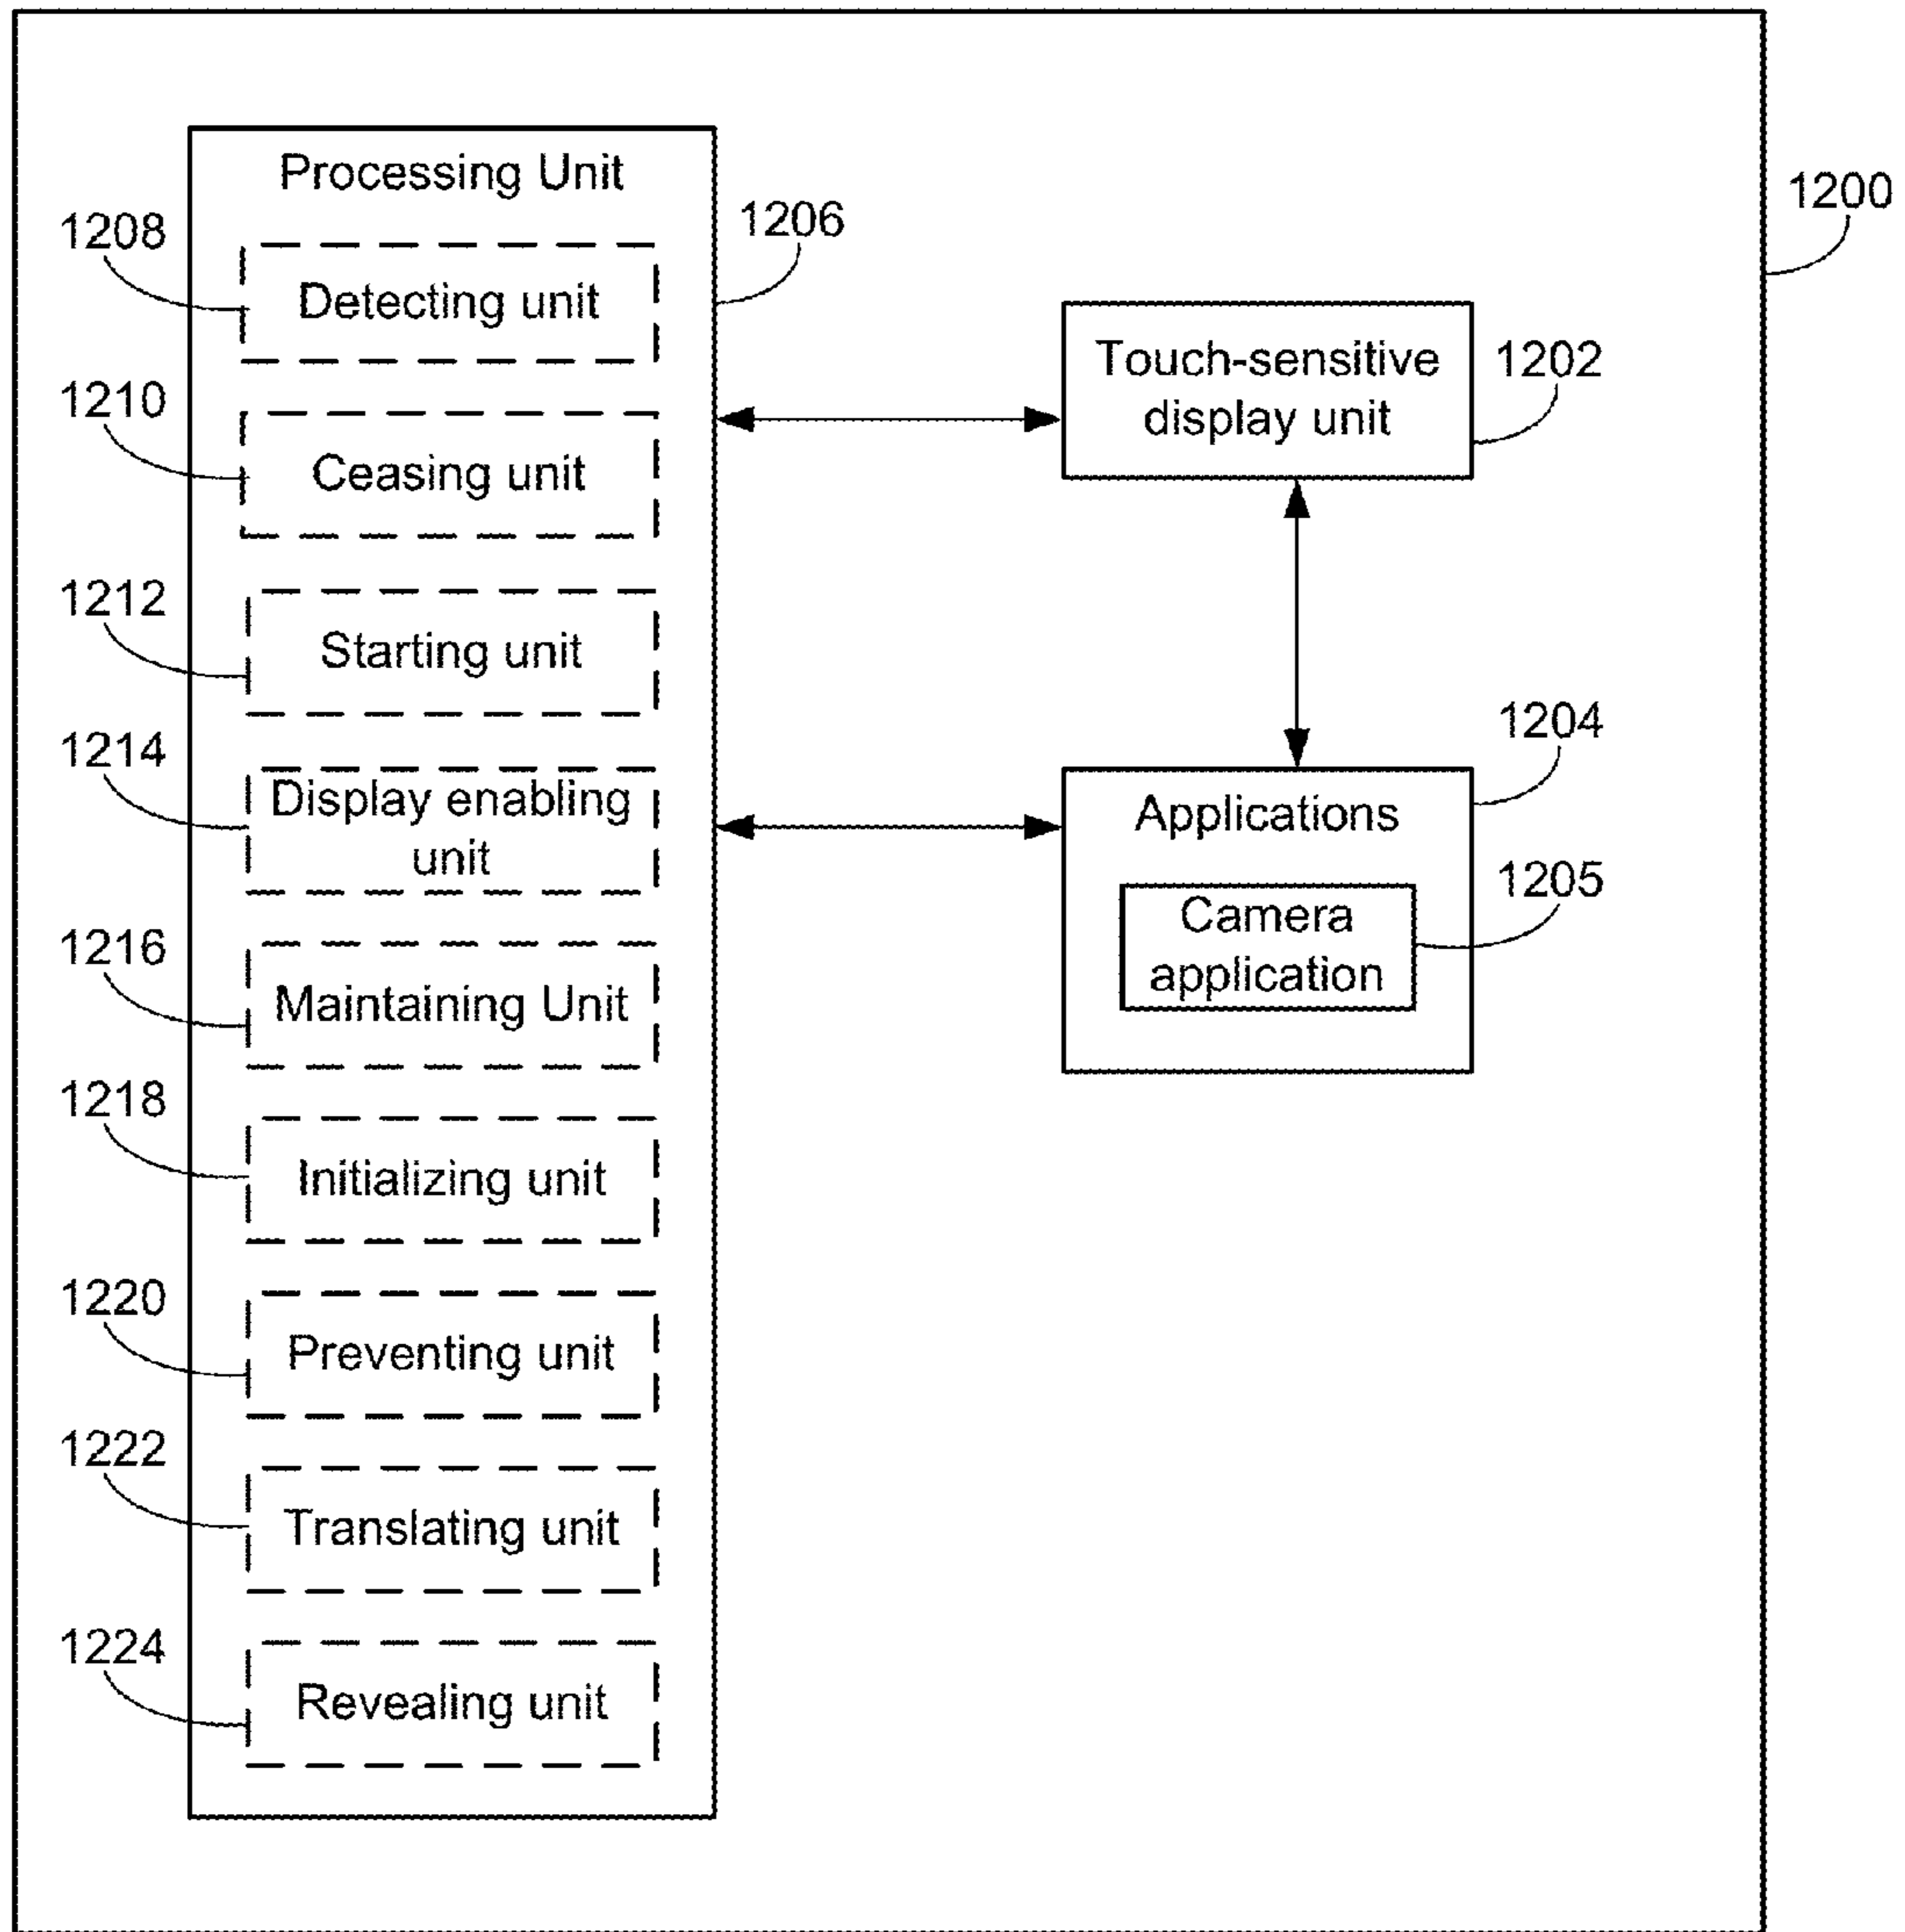 Processing Unit
1200
1208
1206
Detecting unit
Touch-sensitive
display unit
1202
1210
Ceasing unit
1212
Starting unit
1204
1214
Display enabling
unit
Applications
1205
Camera
application
1216
Maintaining Unit
1218
Initializing unit
1220
Preventing unit
1222
Translating unit
1224
Revealing unit